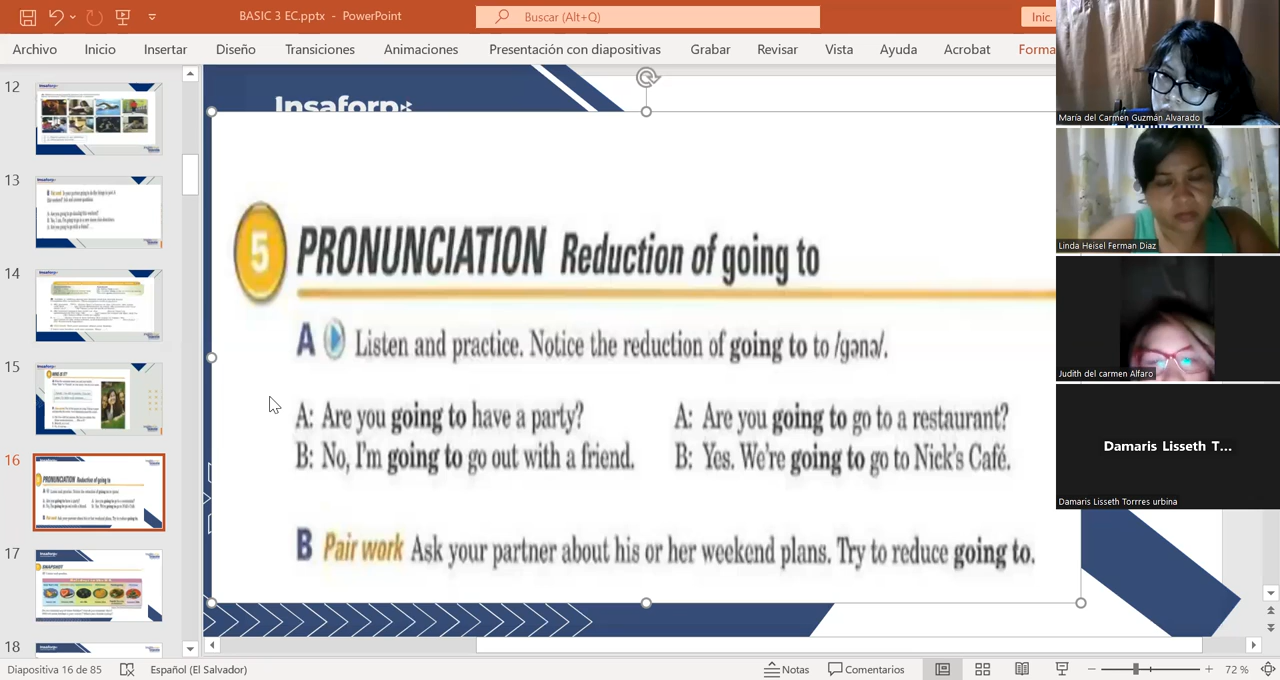 BASIC 3 EC.pptx - PowerPoint
Buscar (Alt+Q)
Inic.
Archivo Inicio Insertar Diseño Transiciones Animaciones Presentación con diapositivas Grabar Revisar Vista Ayuda Acrobat Forma
12
13
14
15
16
17
SNAPSHOT
18
Insaforp
5 PRONUNCIATION Reduction of going to
A Listen and practice. Notice the reduction of going to to /gənə/.
A: Are you going to have a party?
B: No, I'm going to go out with a friend.
A: Are you going to go to a restaurant?
B: Yes. We're going to go to Nick's Café.
B Pair work Ask your partner about his or her weekend plans. Try to reduce going to.
María del Carmen Guzmán Alvarado
Linda Heisel Ferman Diaz
Judith del carmen Alfaro
Damaris Lisseth T...
Damaris Lisseth Torrres urbina
Diapositiva 16 de 85 Español (El Salvador) Notas Comentarios 72 %